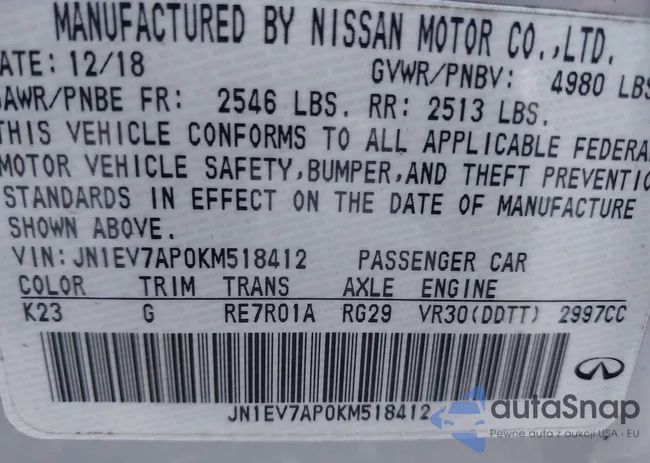 MANUFACTURED BY NISSAN MOTOR CO.,LTD.
ATE: 12/18 GVWR/PNBV: 4980 LBS
GAWR/PNBE FR: 2546 LBS. RR: 2513 LBS.
THIS VEHICLE CONFORMS TO ALL APPLICABLE FEDERA
MOTOR VEHICLE SAFETY,BUMPER,AND THEFT PREVENTIO
STANDARDS IN EFFECT ON THE DATE OF MANUFACTURE
SHOWN ABOVE.
VIN: JN1EV7AP0KM518412 PASSENGER CAR
COLOR TRIM TRANS AXLE ENGINE
K23 G RE7R01A RG29 VR30(DDTT) 2997CC
JN1EV7AP0KM518412
autaSnap
Pewne auta z aukcji USA i EU